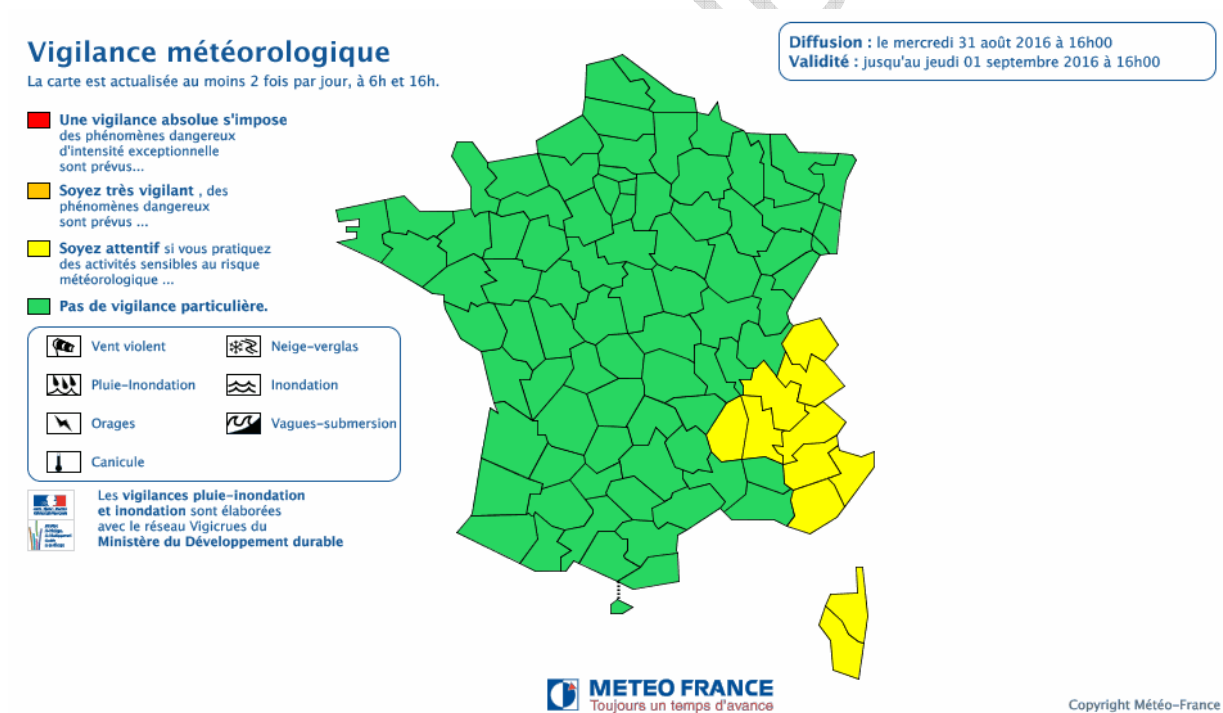 Vigilance météorologique
La carte est actualisée au moins 2 fois par jour, à 6h et 16h.
Diffusion : le mercredi 31 août 2016 à 16h00
Validité : jusqu'au jeudi 01 septembre 2016 à 16h00
Une vigilance absolue s'impose
des phénomènes dangereux
d'intensité exceptionnelle
sont prévus...
Soyez très vigilant , des
phénomènes dangereux
sont prévus ...
Soyez attentif si vous pratiquez
des activités sensibles au risque
météorologique ...
Pas de vigilance particulière.
Vent violent
Neige-verglas
Pluie-Inondation
Inondation
Orages
Vagues-submersion
Canicule
Les vigilances pluie-inondation
et inondation sont élaborées
avec le réseau Vigicrues du
Ministère du Développement durable
METEO FRANCE
Toujours un temps d'avance
Copyright Météo-France